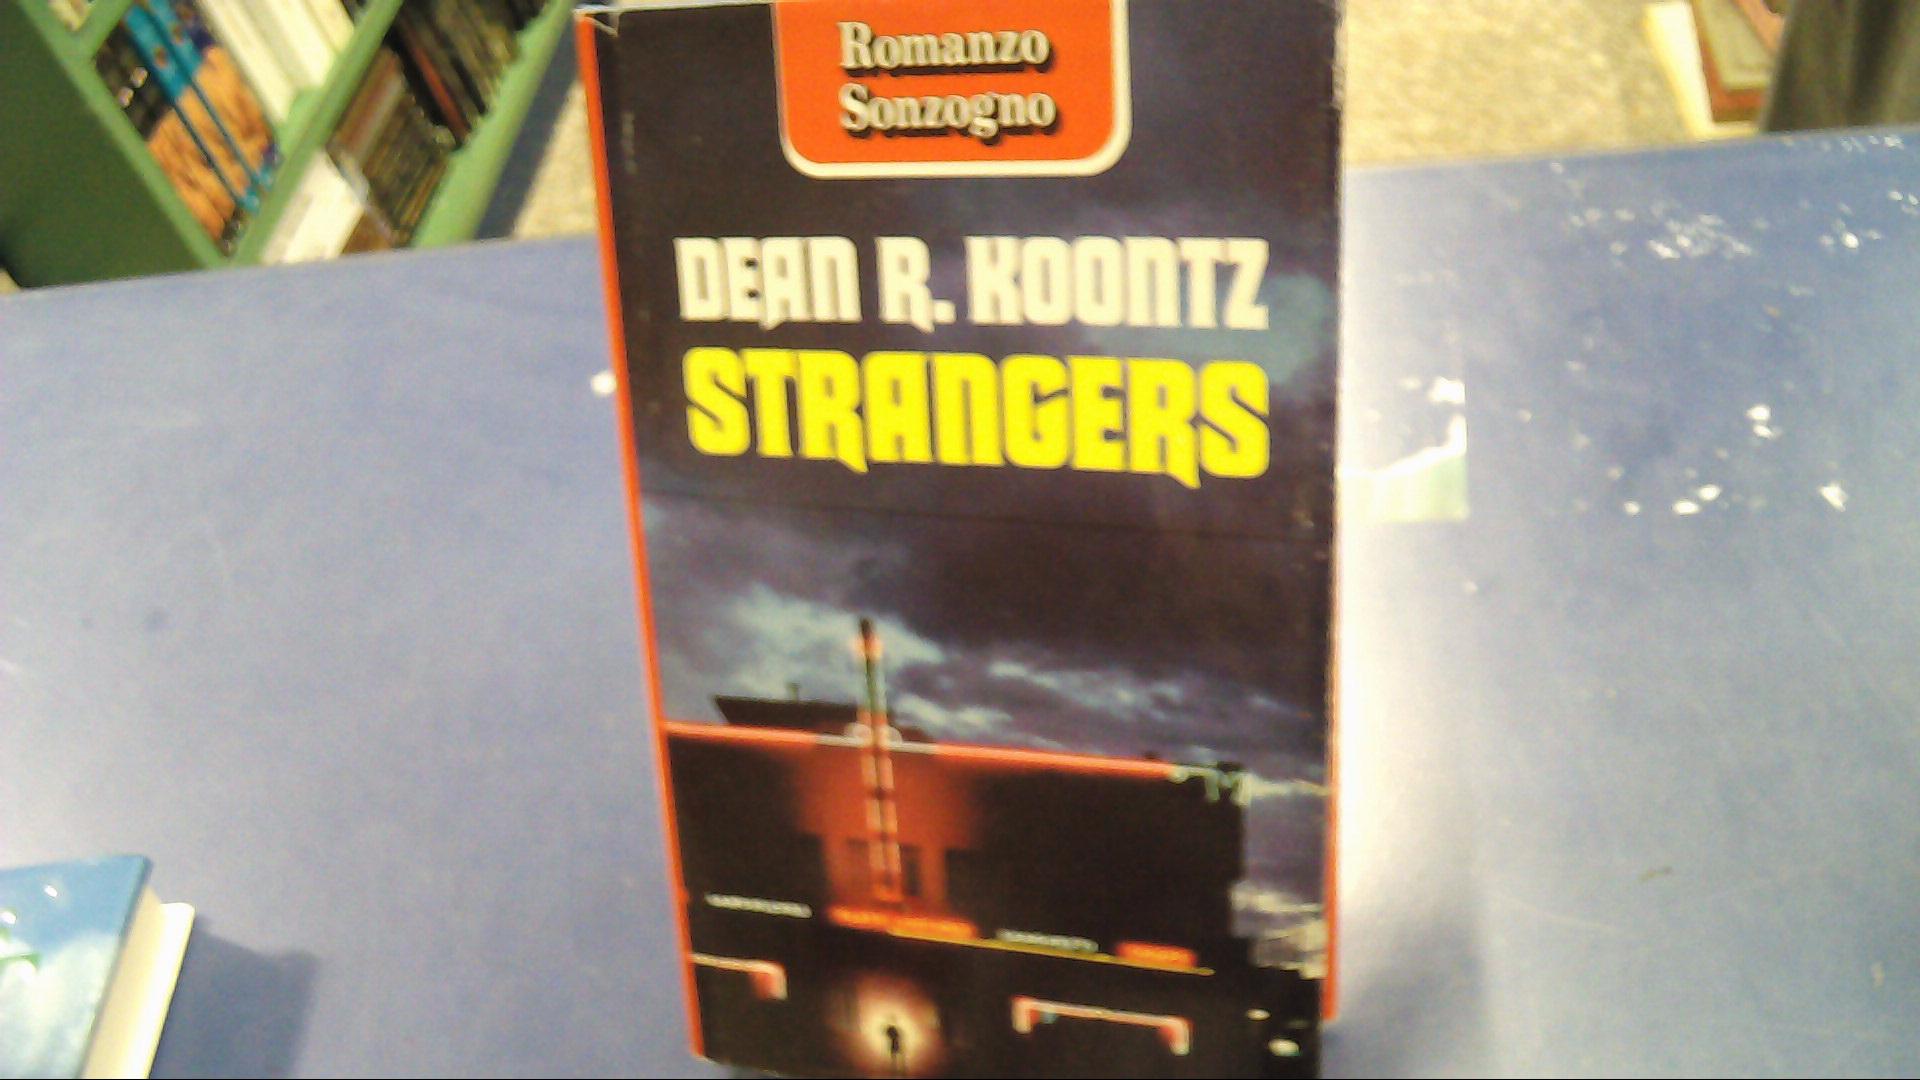 Romanzo
Sonzogno
DEAN R. KOONTZ
STRANGERS